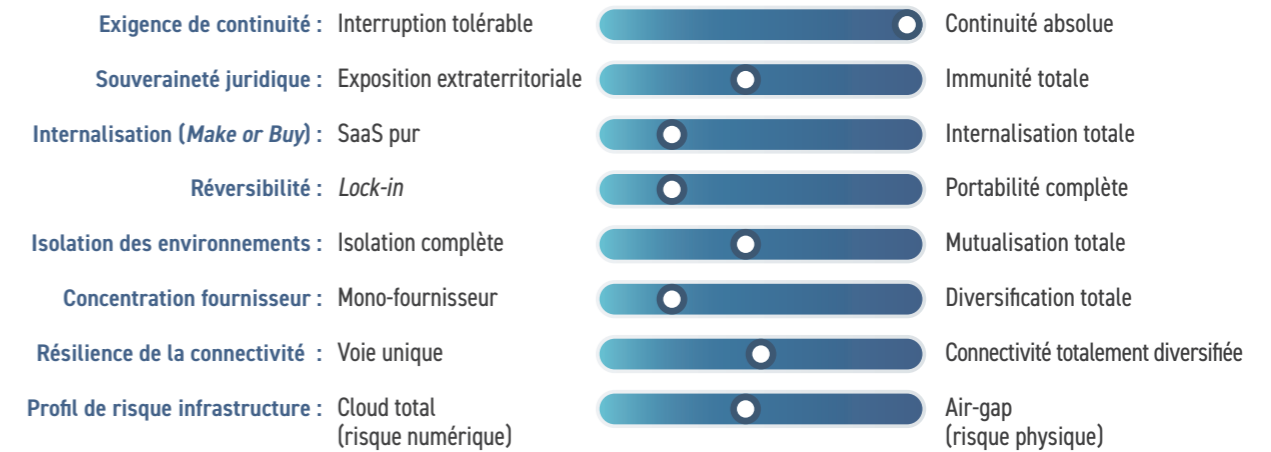 Exigence de continuité : Interruption tolérable Continuité absolue
Souveraineté juridique : Exposition extraterritoriale Immunité totale
Internalisation (Make or Buy) : SaaS pur Internalisation totale
Réversibilité : Lock-in Portabilité complète
Isolation des environnements : Isolation complète Mutualisation totale
Concentration fournisseur : Mono-fournisseur Diversification totale
Résilience de la connectivité : Voie unique Connectivité totalement diversifiée
Profil de risque infrastructure : Cloud total Air-gap
(risque numérique) (risque physique)